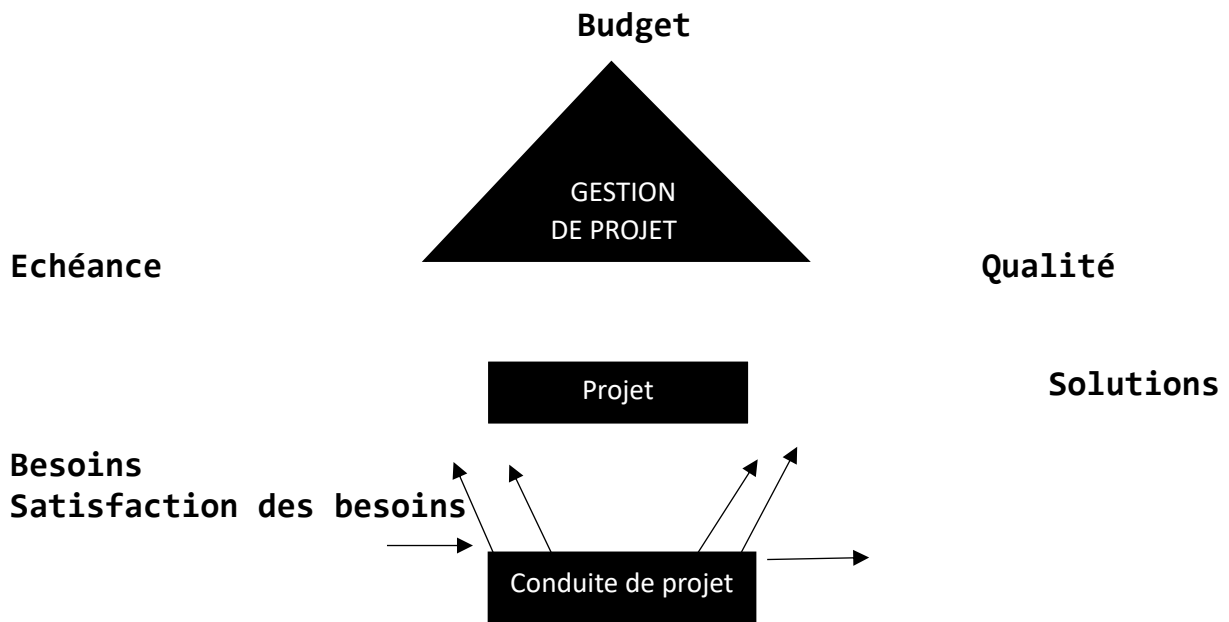 Budget
GESTION
DE PROJET
Echéance
Qualité
Projet
Solutions
Besoins
Satisfaction des besoins
Conduite de projet